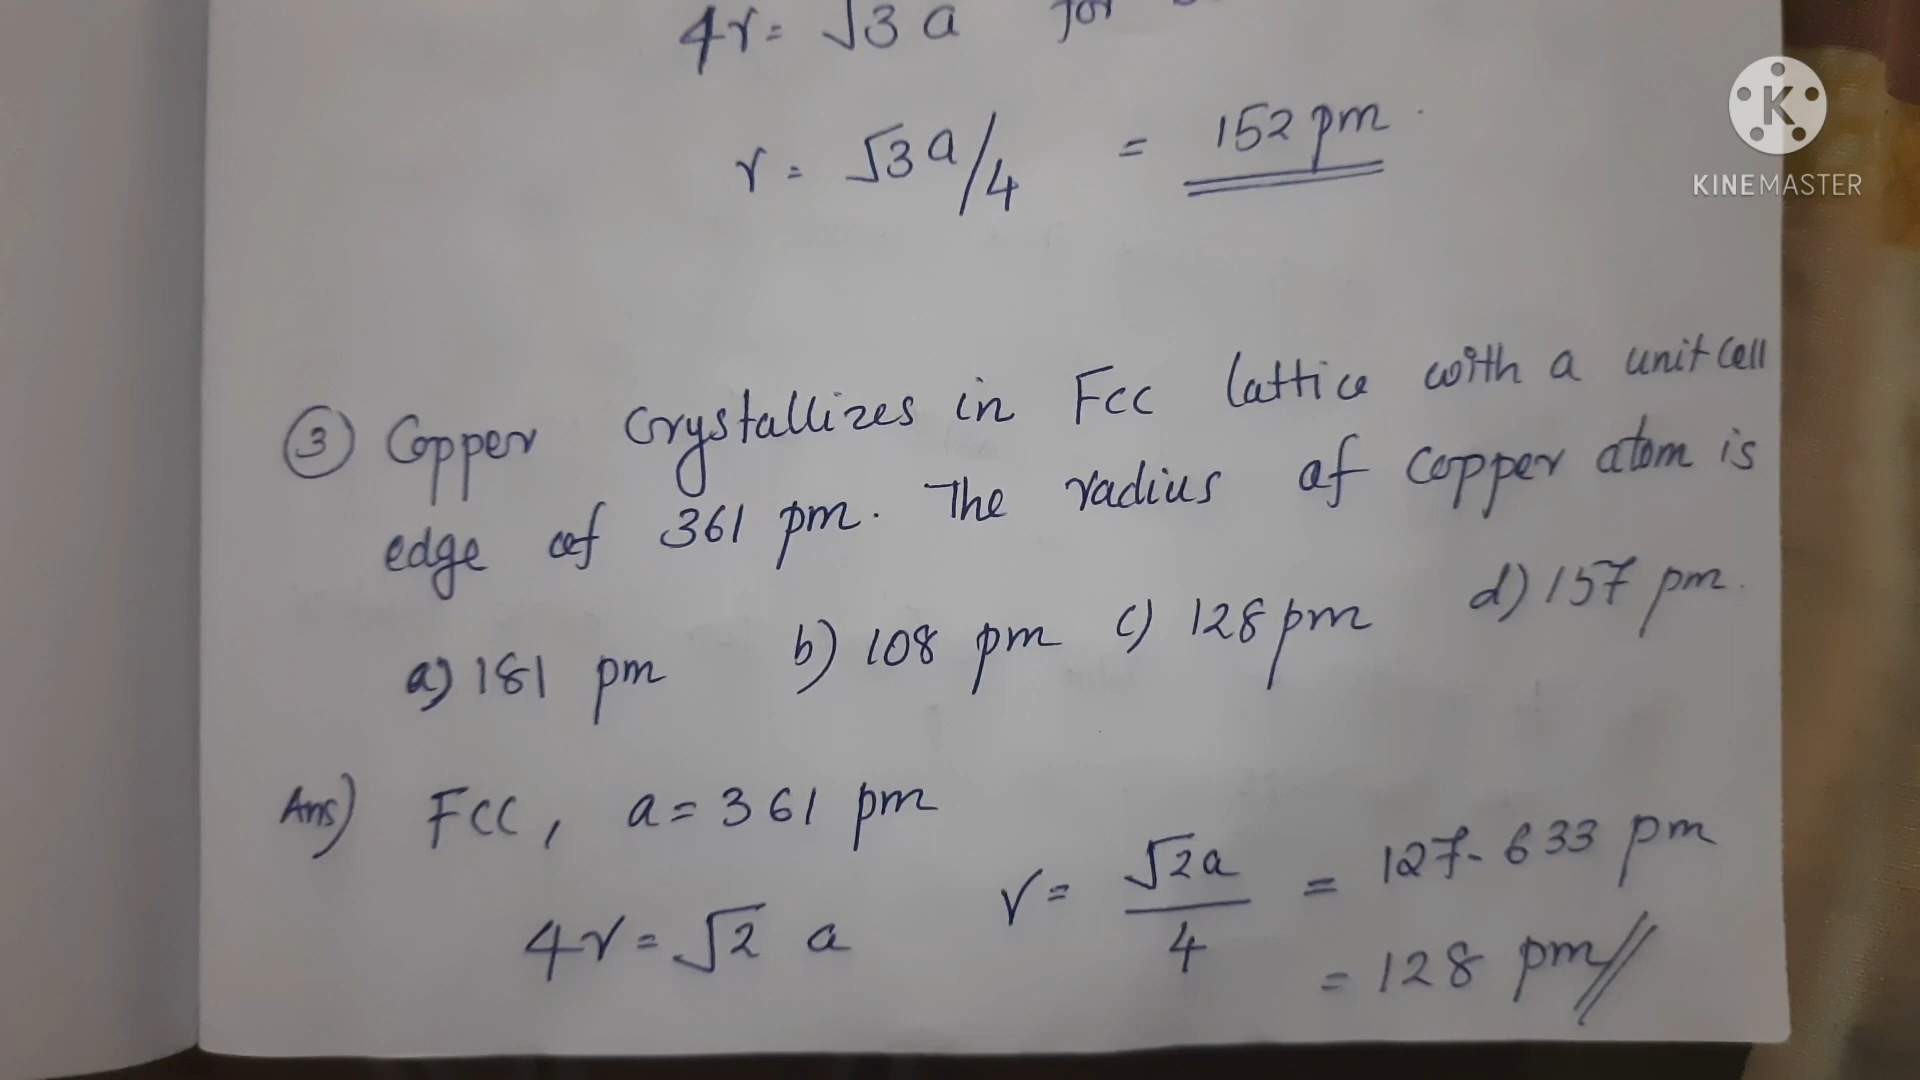 4r = √3 a for
r = √3 a/4 = 152 pm
K
KINEMASTER
③ Copper crystallizes in Fcc lattice with a unit cell
edge of 361 pm. The radius of copper atom is
a) 181 pm b) 108 pm c) 128 pm d) 157 pm.
Ans) FCC, a = 361 pm
4r = √2 a r = √2a/4 = 127.633 pm
= 128 pm//